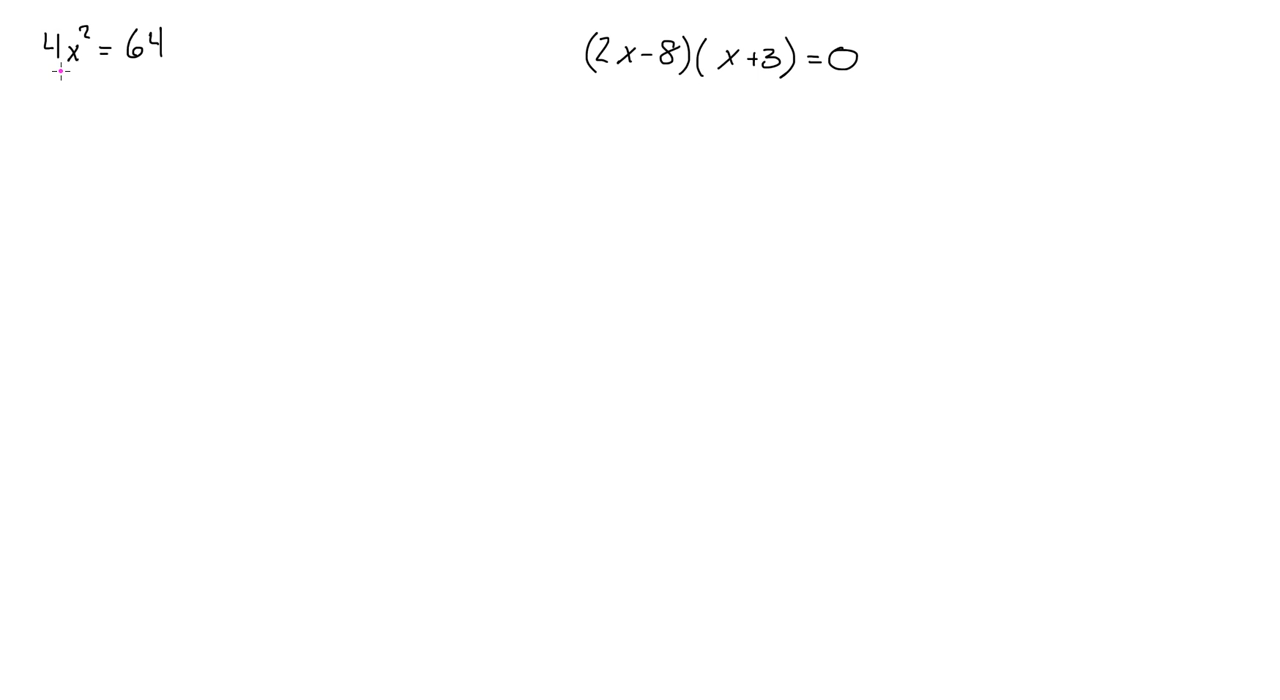 4x² = 64
(2x-8)(x+3)=0